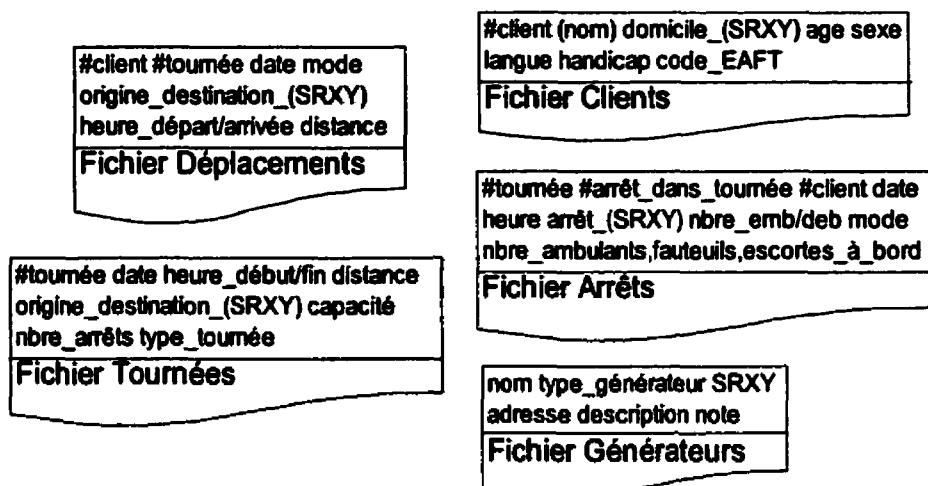 #client #tournée date mode
origine_destination_(SRXY)
heure_départ/arrivée distance
Fichier Déplacements
#tournée date heure_début/fin distance
origine_destination_(SRXY) capacité
nbre_arrêts type_tournée
Fichier Tournées
#client (nom) domicile_(SRXY) age sexe
langue handicap code_EAFT
Fichier Clients
#tournée #arrêt_dans_tournée #client date
heure arrêt_(SRXY) nbre_emb/deb mode
nbre_ambulants,fauteuils,escortes_à_bord
Fichier Arrêts
nom type_générateur SRXY
adresse description note
Fichier Générateurs